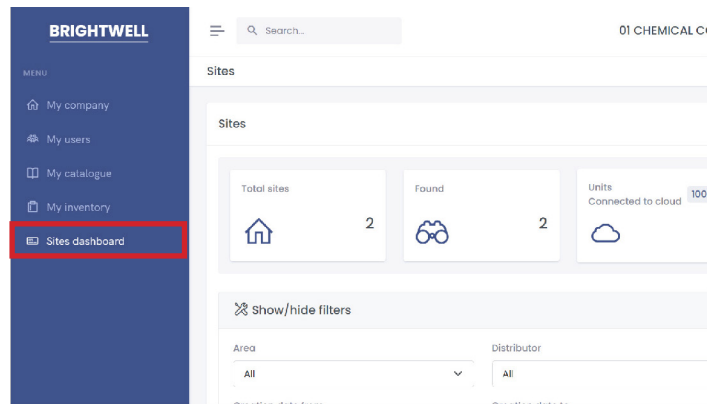 BRIGHTWELL
Search...
01 CHEMICAL
MENU
Sites
My company
My users
My catalogue
My inventory
Sites dashboard
Sites
Total sites
2
Found
2
Units
Connected to cloud
100
Show/hide filters
Area
All
Distributor
All